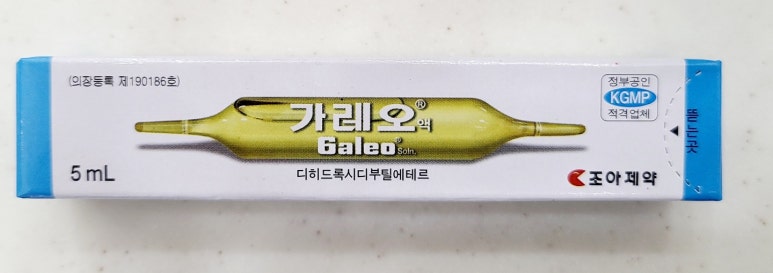 (의장등록 제190186호)
정부공인
KGMP
적격업체
가레오® 액
Galeo® Soln.
5 mL
디히드록시디부틸에테르
조아제약
뜯는곳